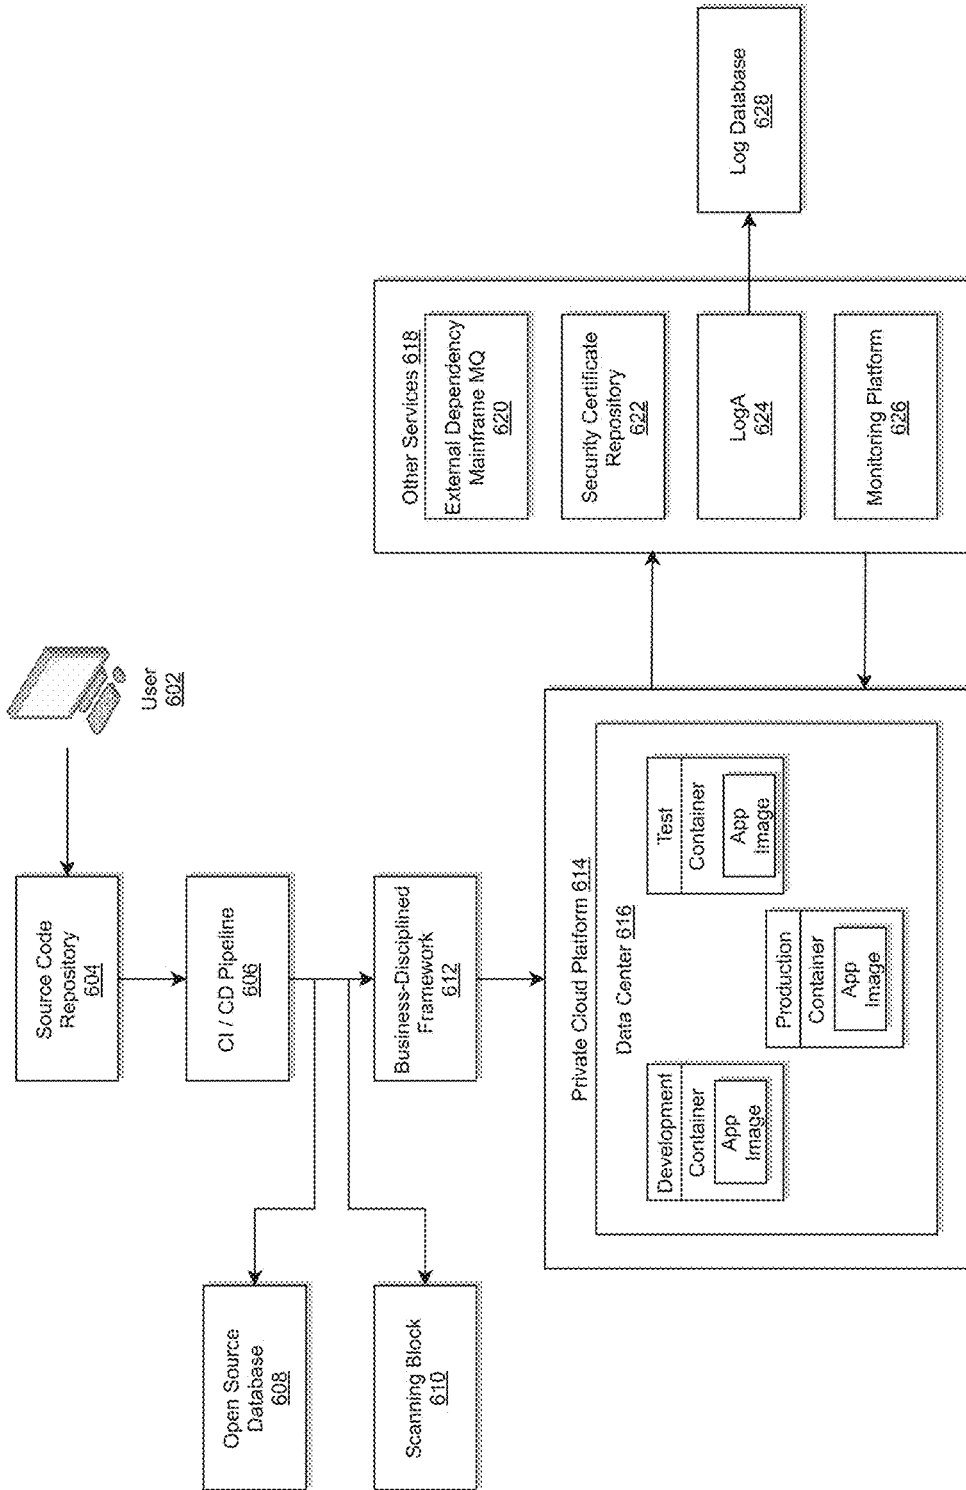 User
602
Source Code
Repository
604
CI / CD Pipeline
606
Open Source
Database
608
Scanning Block
610
Business-Disciplined
Framework
612
Private Cloud Platform 614
Data Center 616
Development
Container
App
Image
Production
Container
App
Image
Test
Container
App
Image
Other Services 618
External Dependency
Mainframe MQ
620
Security Certificate
Repository
622
LogA
624
Monitoring Platform
626
Log Database
628